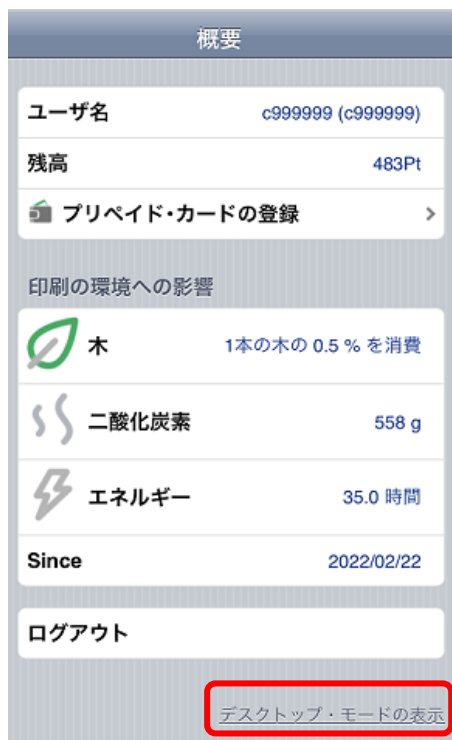 概要
ユーザ名 c999999 (c999999)
残高 483Pt
プリペイド・カードの登録
印刷の環境への影響
木 1本の木の 0.5 % を消費
二酸化炭素 558 g
エネルギー 35.0 時間
Since 2022/02/22
ログアウト
デスクトップ・モードの表示